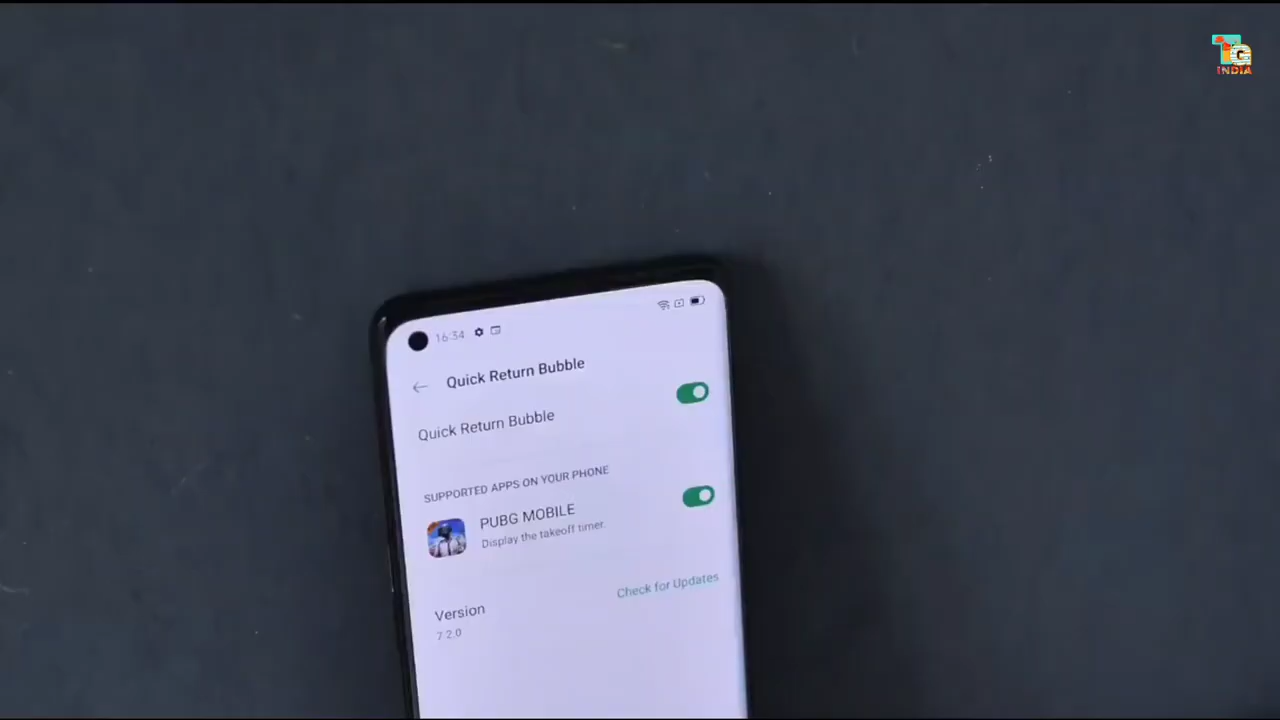 TG
INDIA
16:34
Quick Return Bubble
Quick Return Bubble
SUPPORTED APPS ON YOUR PHONE
PUBG MOBILE
Display the takeoff timer.
Check for Updates
Version
7.2.0